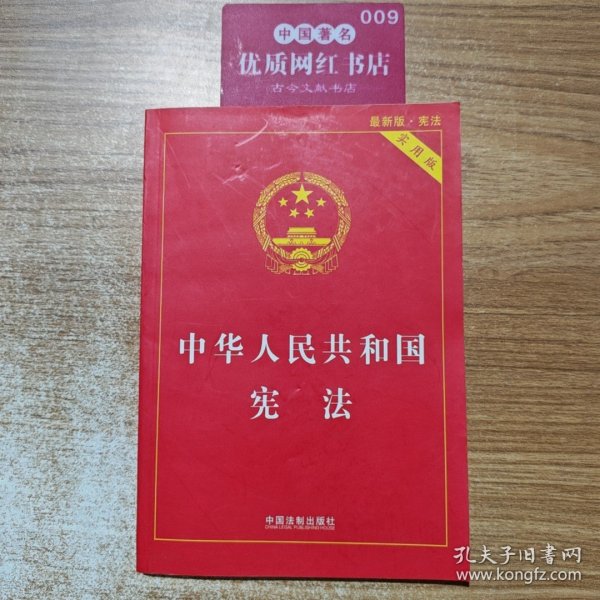 009
中国著名
优质网红书店
古今文献书店
最新版·宪法
实用版
中华人民共和国
宪法
中国法制出版社
CHINA LEGAL PUBLISHING HOUSE
孔夫子旧书网
www.kongfz.com